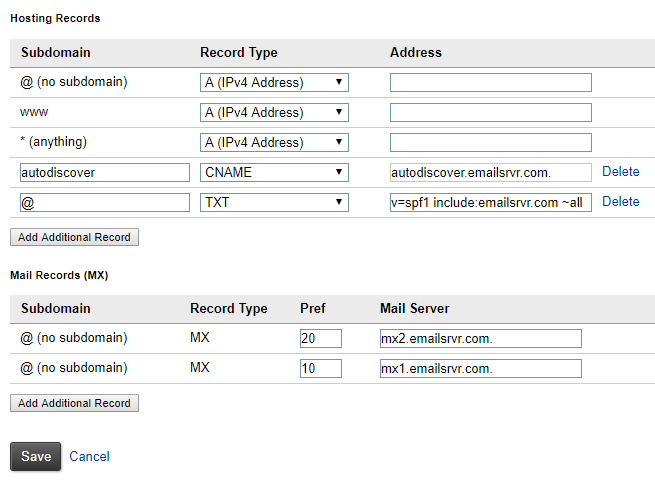 Hosting Records
Subdomain Record Type Address
@ (no subdomain) A (IPv4 Address)
www A (IPv4 Address)
* (anything) A (IPv4 Address)
autodiscover CNAME autodiscover.emailsrvr.com. Delete
@ TXT v=spf1 include:emailsrvr.com ~all Delete
Add Additional Record
Mail Records (MX)
Subdomain Record Type Pref Mail Server
@ (no subdomain) MX 20 mx2.emailsrvr.com.
@ (no subdomain) MX 10 mx1.emailsrvr.com.
Add Additional Record
Save Cancel